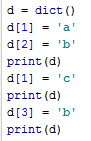 d = dict()
d[1] = 'a'
d[2] = 'b'
print(d)
d[1] = 'c'
print(d)
d[3] = 'b'
print(d)